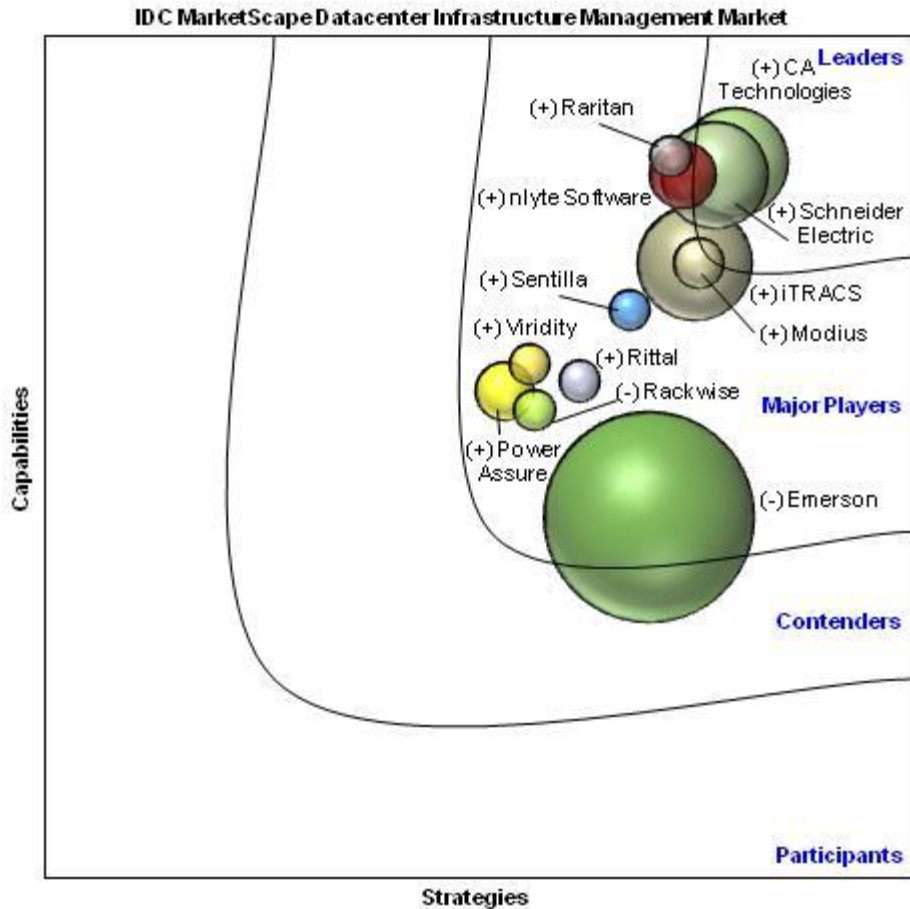 IDC MarketScape Datacenter Infrastructure Management Market
Leaders
(+) CA
Technologies
(+) Raritan
(+) nlyte Software
(+) Schneider
Electric
(+) Sentilla
(+) iTRACS
(+) Viridity
(+) Modius
(+) Rittal
(-) Rackwise
Major Players
(+) Power
Assure
(-) Emerson
Capabilities
Contenders
Participants
Strategies